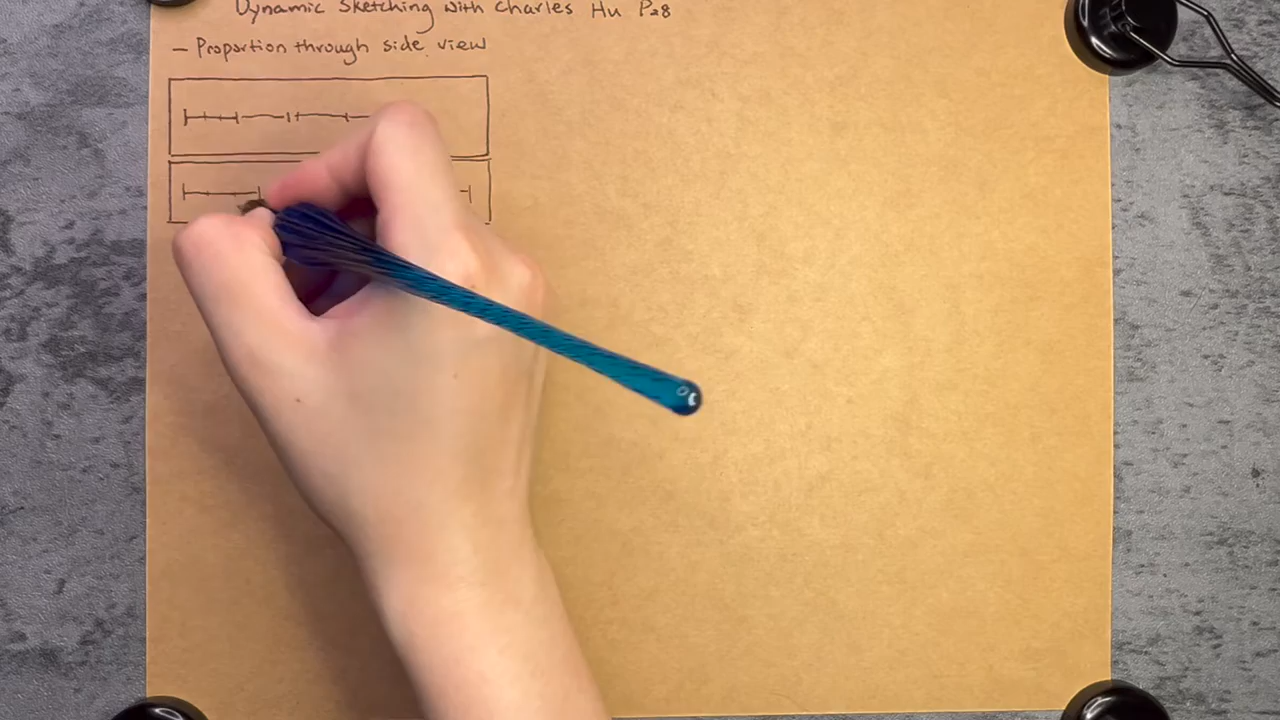 Dynamic Sketching with Charles Hu P28
– Proportion through side view